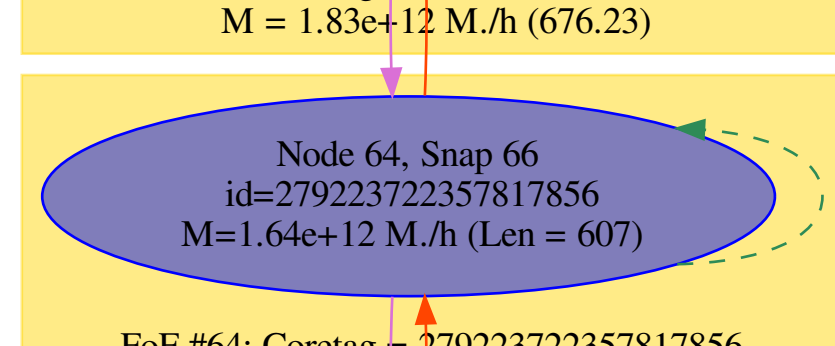 M = 1.83e+12 M./h (676.23)
Node 64, Snap 66
id=279223722357817856
M=1.64e+12 M./h (Len = 607)
FoF #64; Coretag = 279223722357817856